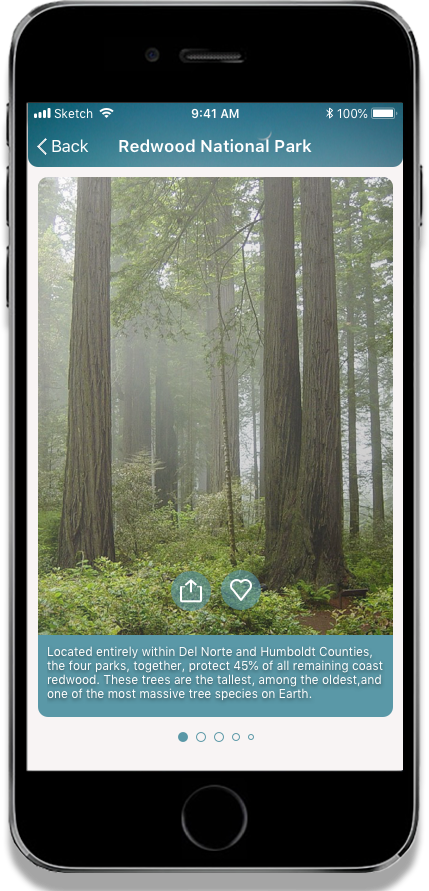 Sketch 9:41 AM 100%
Back Redwood National Park
Located entirely within Del Norte and Humboldt Counties,
the four parks, together, protect 45% of all remaining coast
redwood. These trees are the tallest, among the oldest,and
one of the most massive tree species on Earth.